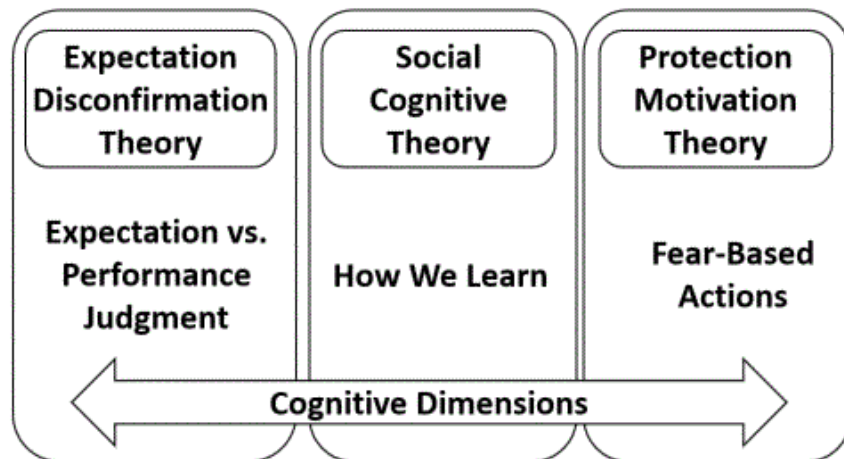 Expectation
Disconfirmation
Theory
Expectation vs.
Performance
Judgment
Social
Cognitive
Theory
How We Learn
Protection
Motivation
Theory
Fear-Based
Actions
Cognitive Dimensions